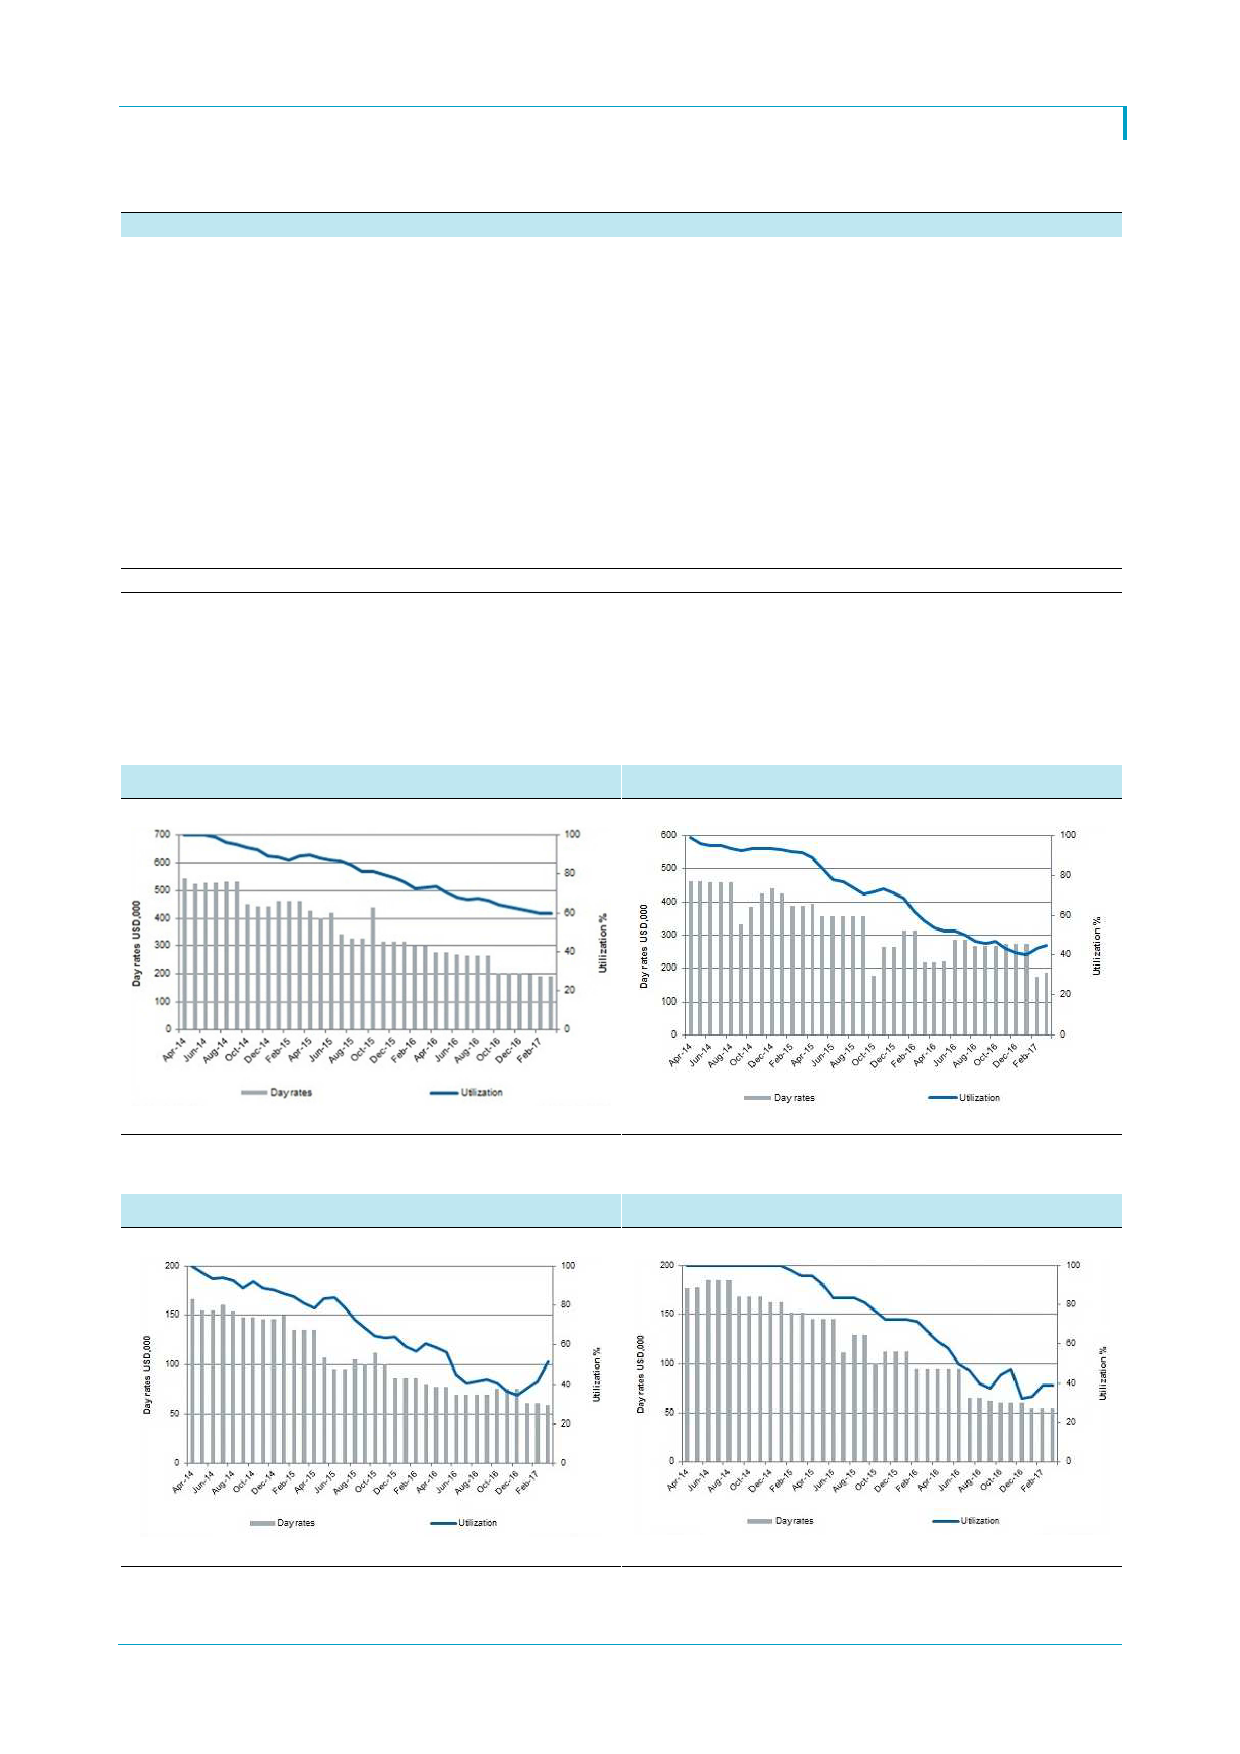 700
600
500
400
300
200
100
0
100
80
60
40
20
0
Day rates USD,000
Utilization %
Apr-14
Jun-14
Aug-14
Oct-14
Dec-14
Feb-15
Apr-15
Jun-15
Aug-15
Oct-15
Dec-15
Feb-16
Apr-16
Jun-16
Aug-16
Oct-16
Dec-16
Feb-17
Day rates
Utilization
600
500
400
300
200
100
0
100
80
60
40
20
0
Day rates USD,000
Utilization %
Apr-14
Jun-14
Aug-14
Oct-14
Dec-14
Feb-15
Apr-15
Jun-15
Aug-15
Oct-15
Dec-15
Feb-16
Apr-16
Jun-16
Aug-16
Oct-16
Dec-16
Feb-17
Day rates
Utilization
200
150
100
50
0
100
80
60
40
20
0
Day rates USD,000
Utilization %
Apr-14
Jun-14
Aug-14
Oct-14
Dec-14
Feb-15
Apr-15
Jun-15
Aug-15
Oct-15
Dec-15
Feb-16
Apr-16
Jun-16
Aug-16
Oct-16
Dec-16
Feb-17
Day rates
Utilization
200
150
100
50
0
100
80
60
40
20
0
Day rates USD,000
Utilization %
Apr-14
Jun-14
Aug-14
Oct-14
Dec-14
Feb-15
Apr-15
Jun-15
Aug-15
Oct-15
Dec-15
Feb-16
Apr-16
Jun-16
Aug-16
Oct-16
Dec-16
Feb-17
Day rates
Utilization